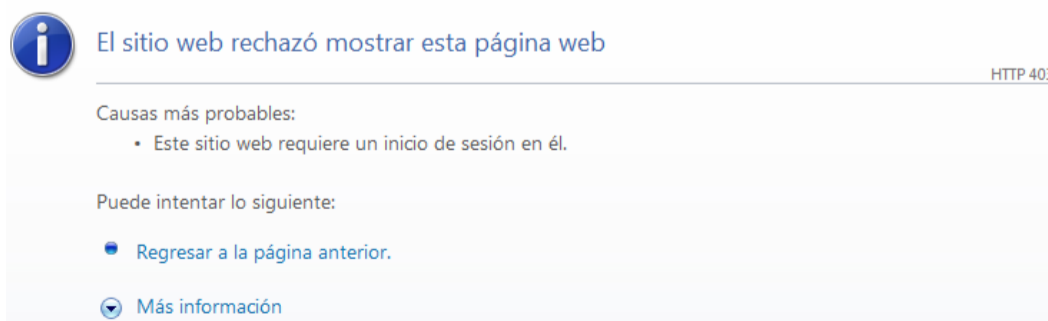 El sitio web rechazó mostrar esta página web
HTTP 403
Causas más probables:
• Este sitio web requiere un inicio de sesión en él.
Puede intentar lo siguiente:
Regresar a la página anterior.
Más información